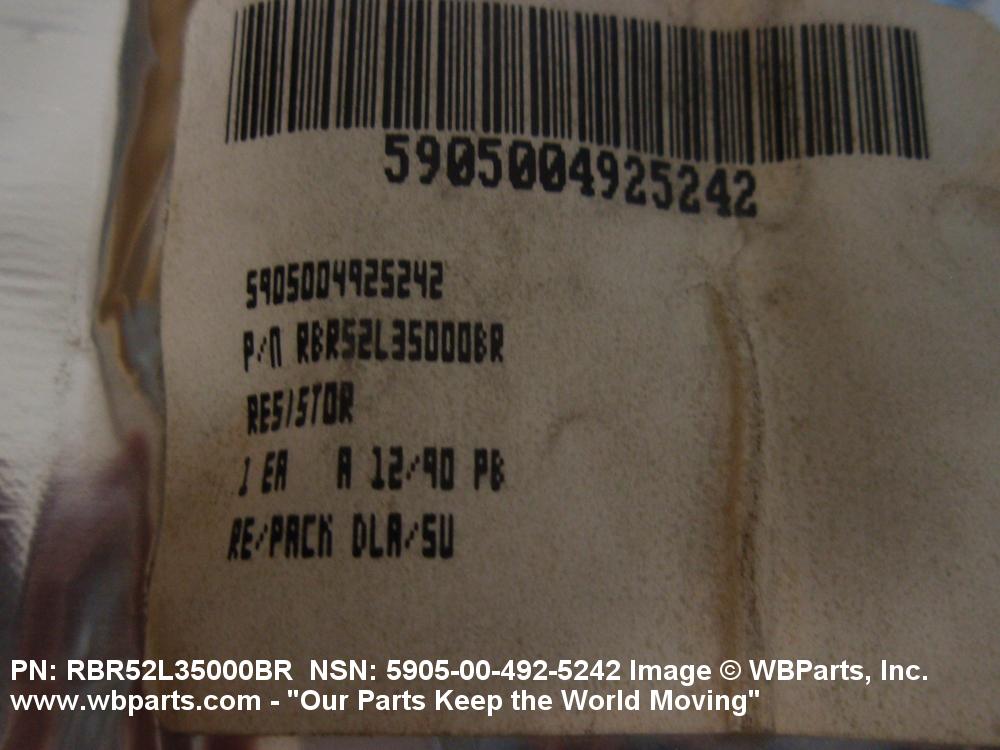 5905004925242
5905004925242
P/N RBR52L35000BR
RESISTOR
1 EA A 12/90 PB
RE/PACK DLA/SU
PN: RBR52L35000BR NSN: 5905-00-492-5242 Image © WBParts, Inc.
www.wbparts.com - "Our Parts Keep the World Moving"